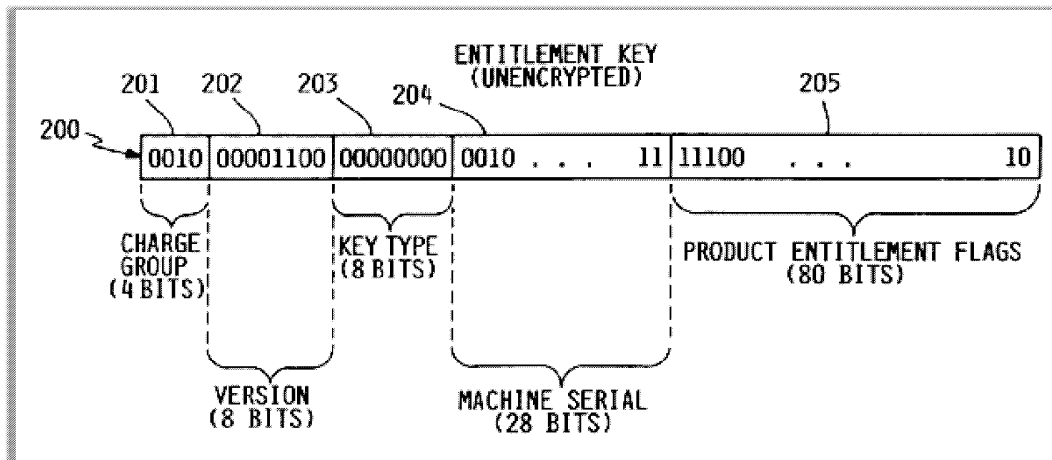 ENTITLEMENT KEY
(UNENCRYPTED)
201 202 203 204 205
200
0010 00001100 00000000 0010 . . . 11 11100 . . . 10
CHARGE
GROUP
(4 BITS)
KEY TYPE
(8 BITS)
PRODUCT ENTITLEMENT FLAGS
(80 BITS)
VERSION
(8 BITS)
MACHINE SERIAL
(28 BITS)